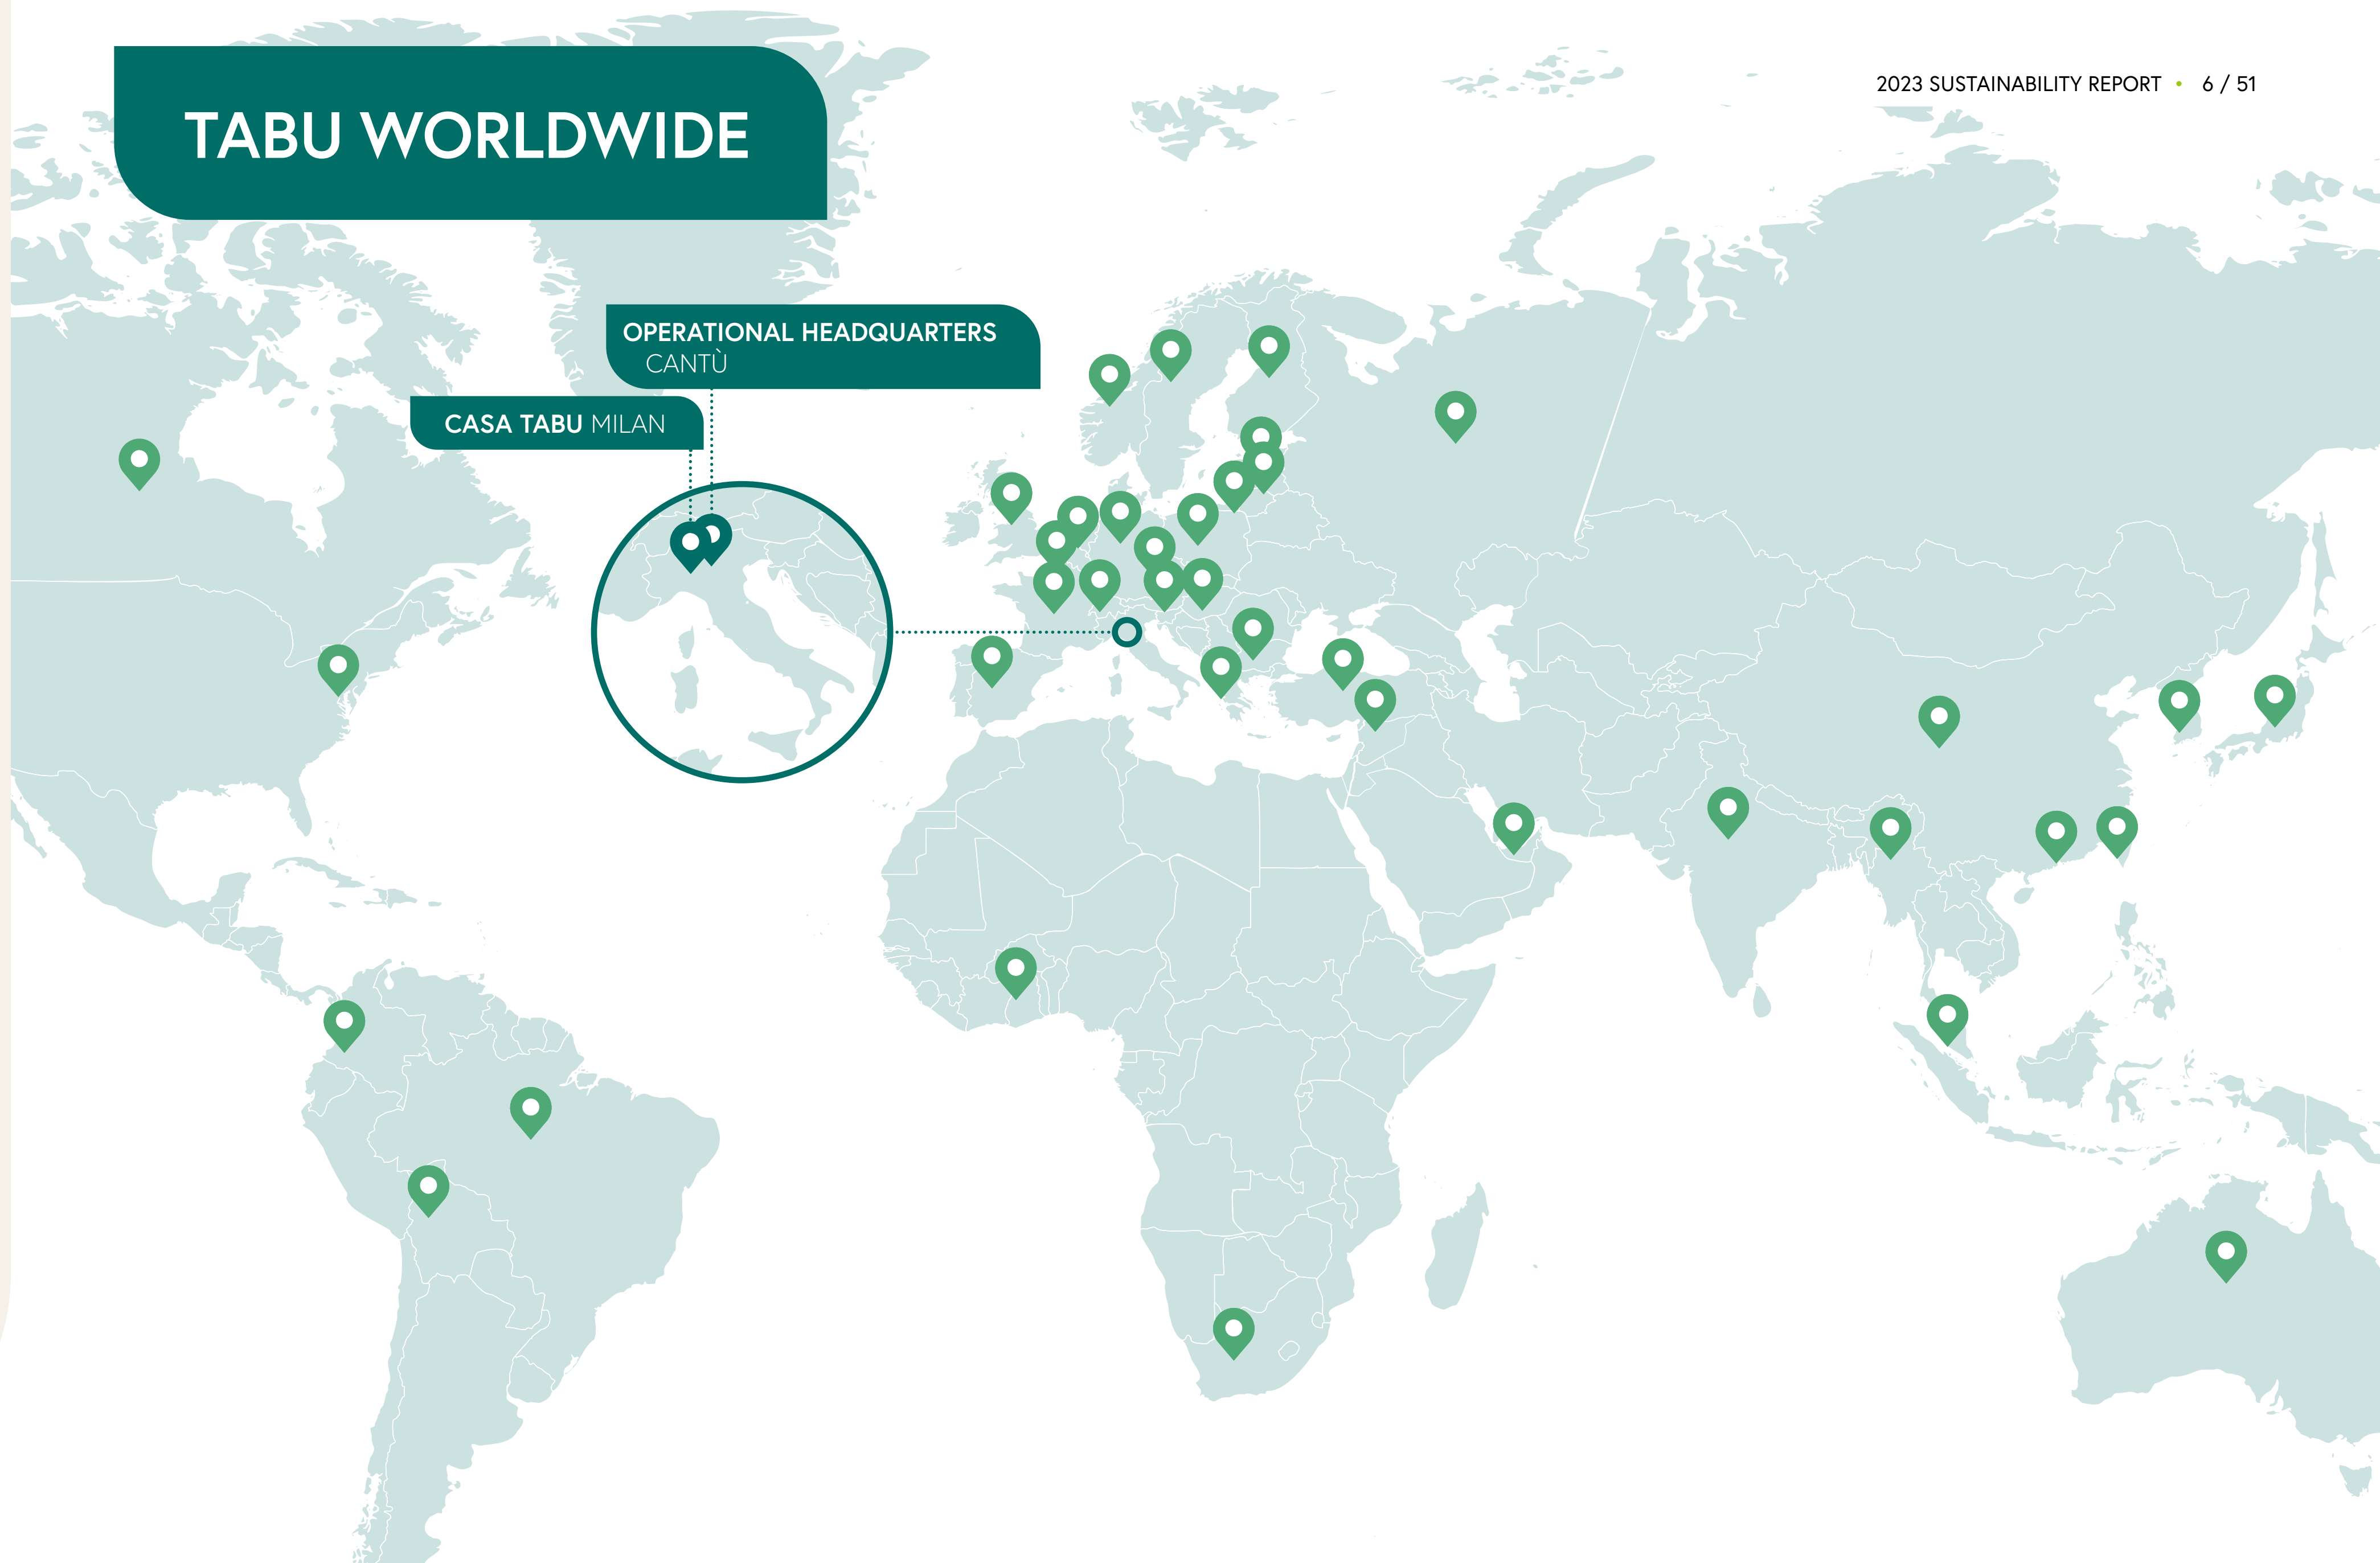 TABU WORLDWIDE
2023 SUSTAINABILITY REPORT • 6 / 51
OPERATIONAL HEADQUARTERS
CANTÙ
CASA TABU MILAN